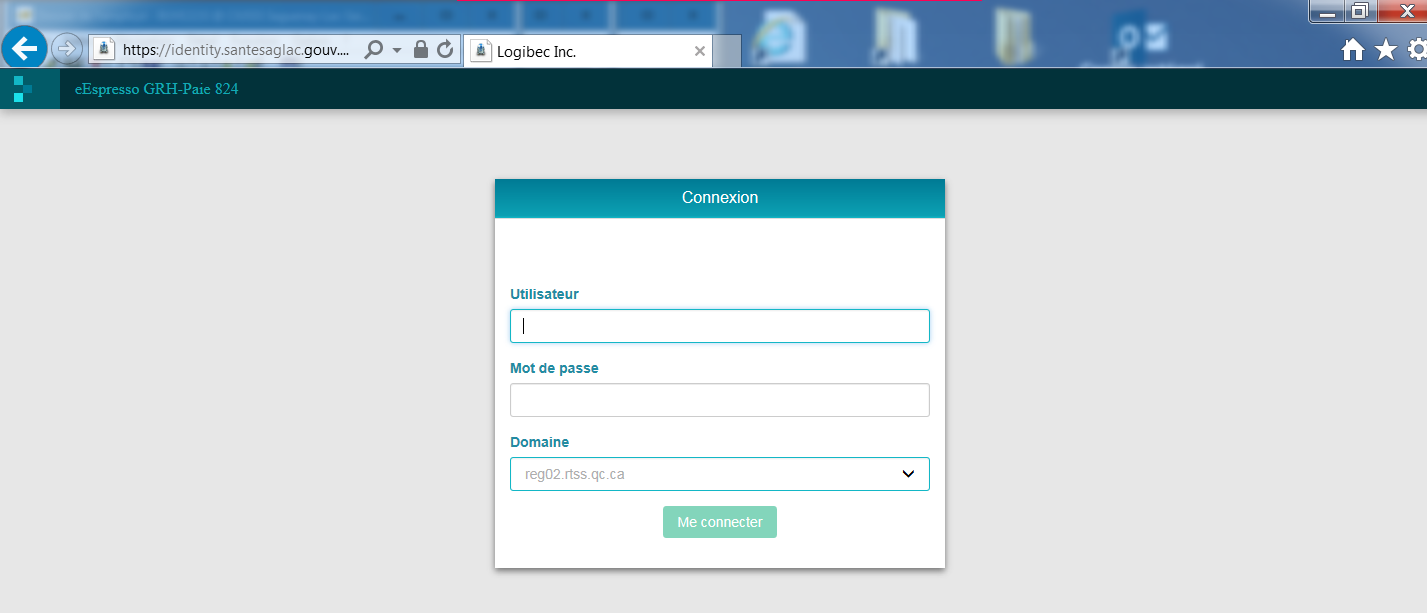 https://identity.santesaglac.gouv....
Logibec Inc.
eEspresso GRH-Paie 824
Connexion
Utilisateur
Mot de passe
Domaine
reg02.rtss.qc.ca
Me connecter